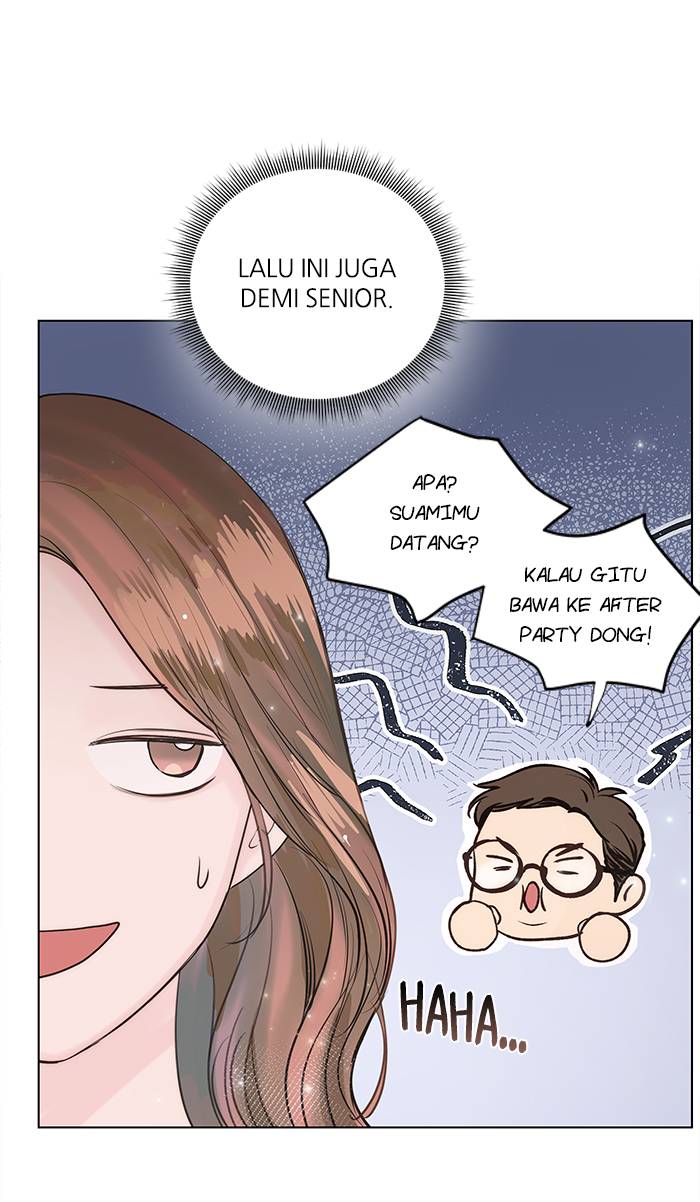 LALU INI JUGA
DEMI SENIOR.
APA?
SUAMIMU
DATANG?
KALAU GITU
BAWA KE AFTER
PARTY DONG!
HAHA...